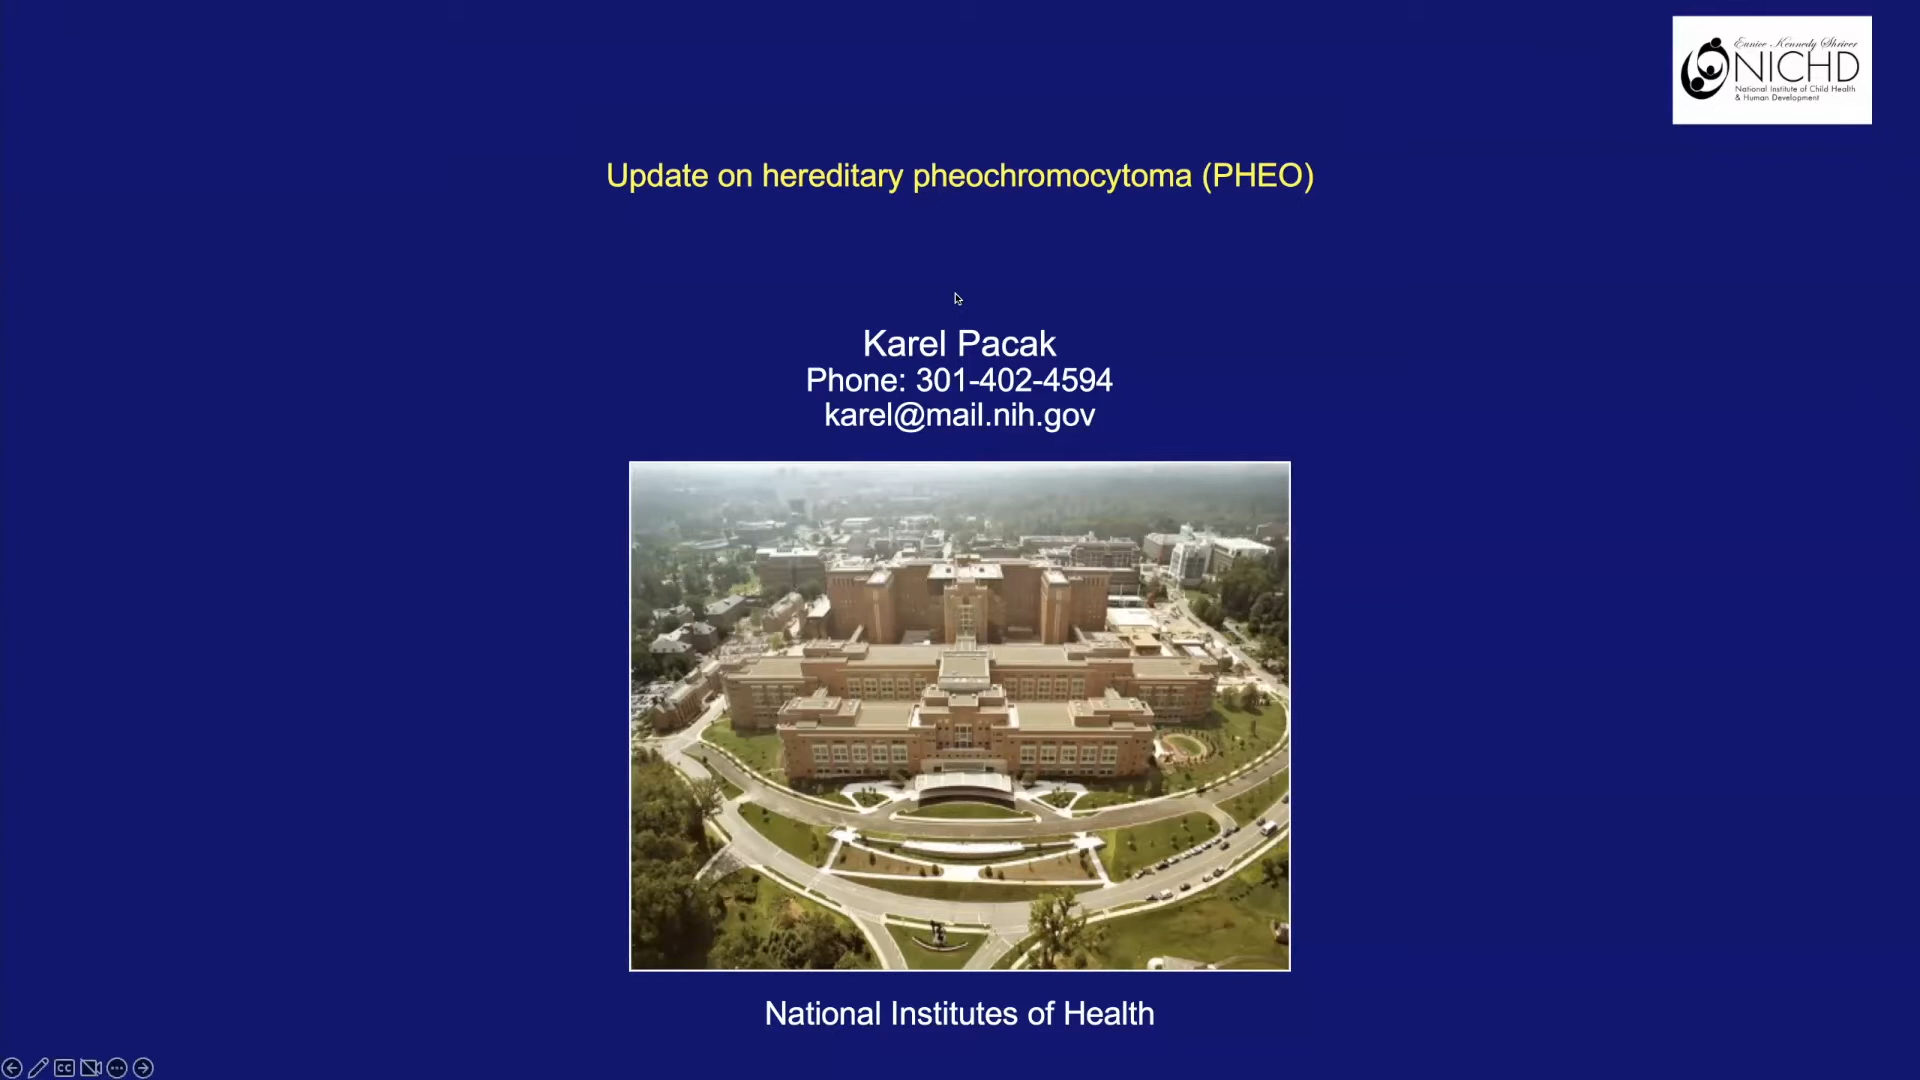 Eunice Kennedy Shriver
NICHD
National Institute of Child Health
& Human Development
Update on hereditary pheochromocytoma (PHEO)
Karel Pacak
Phone: 301-402-4594
karel@mail.nih.gov
National Institutes of Health
CC